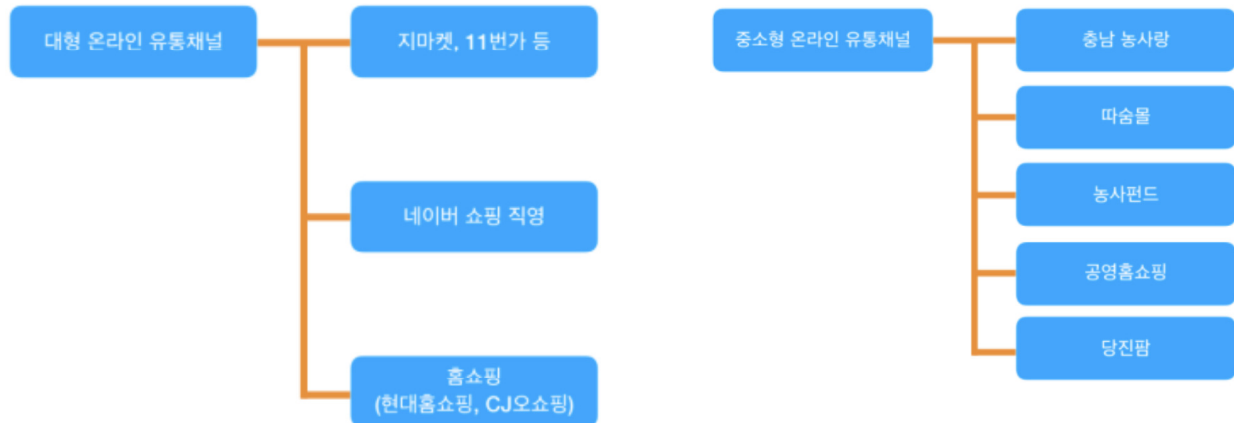 대형 온라인 유통채널
지마켓, 11번가 등
네이버 쇼핑 직영
홈쇼핑
(현대홈쇼핑, CJ오쇼핑)
중소형 온라인 유통채널
충남 농사랑
따숨몰
농사펀드
공영홈쇼핑
당진팜